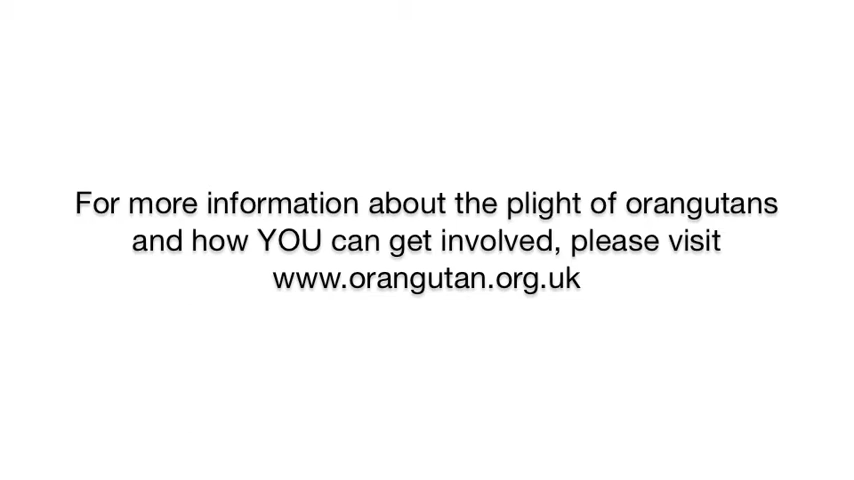 For more information about the plight of orangutans
and how YOU can get involved, please visit
www.orangutan.org.uk